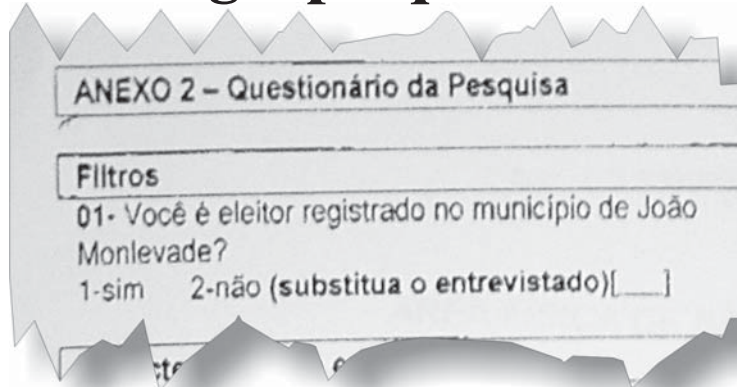 ANEXO 2 – Questionário da Pesquisa
Filtros
01- Você é eleitor registrado no município de João
Monlevade?
1-sim 2-não (substitua o entrevistado)[___]